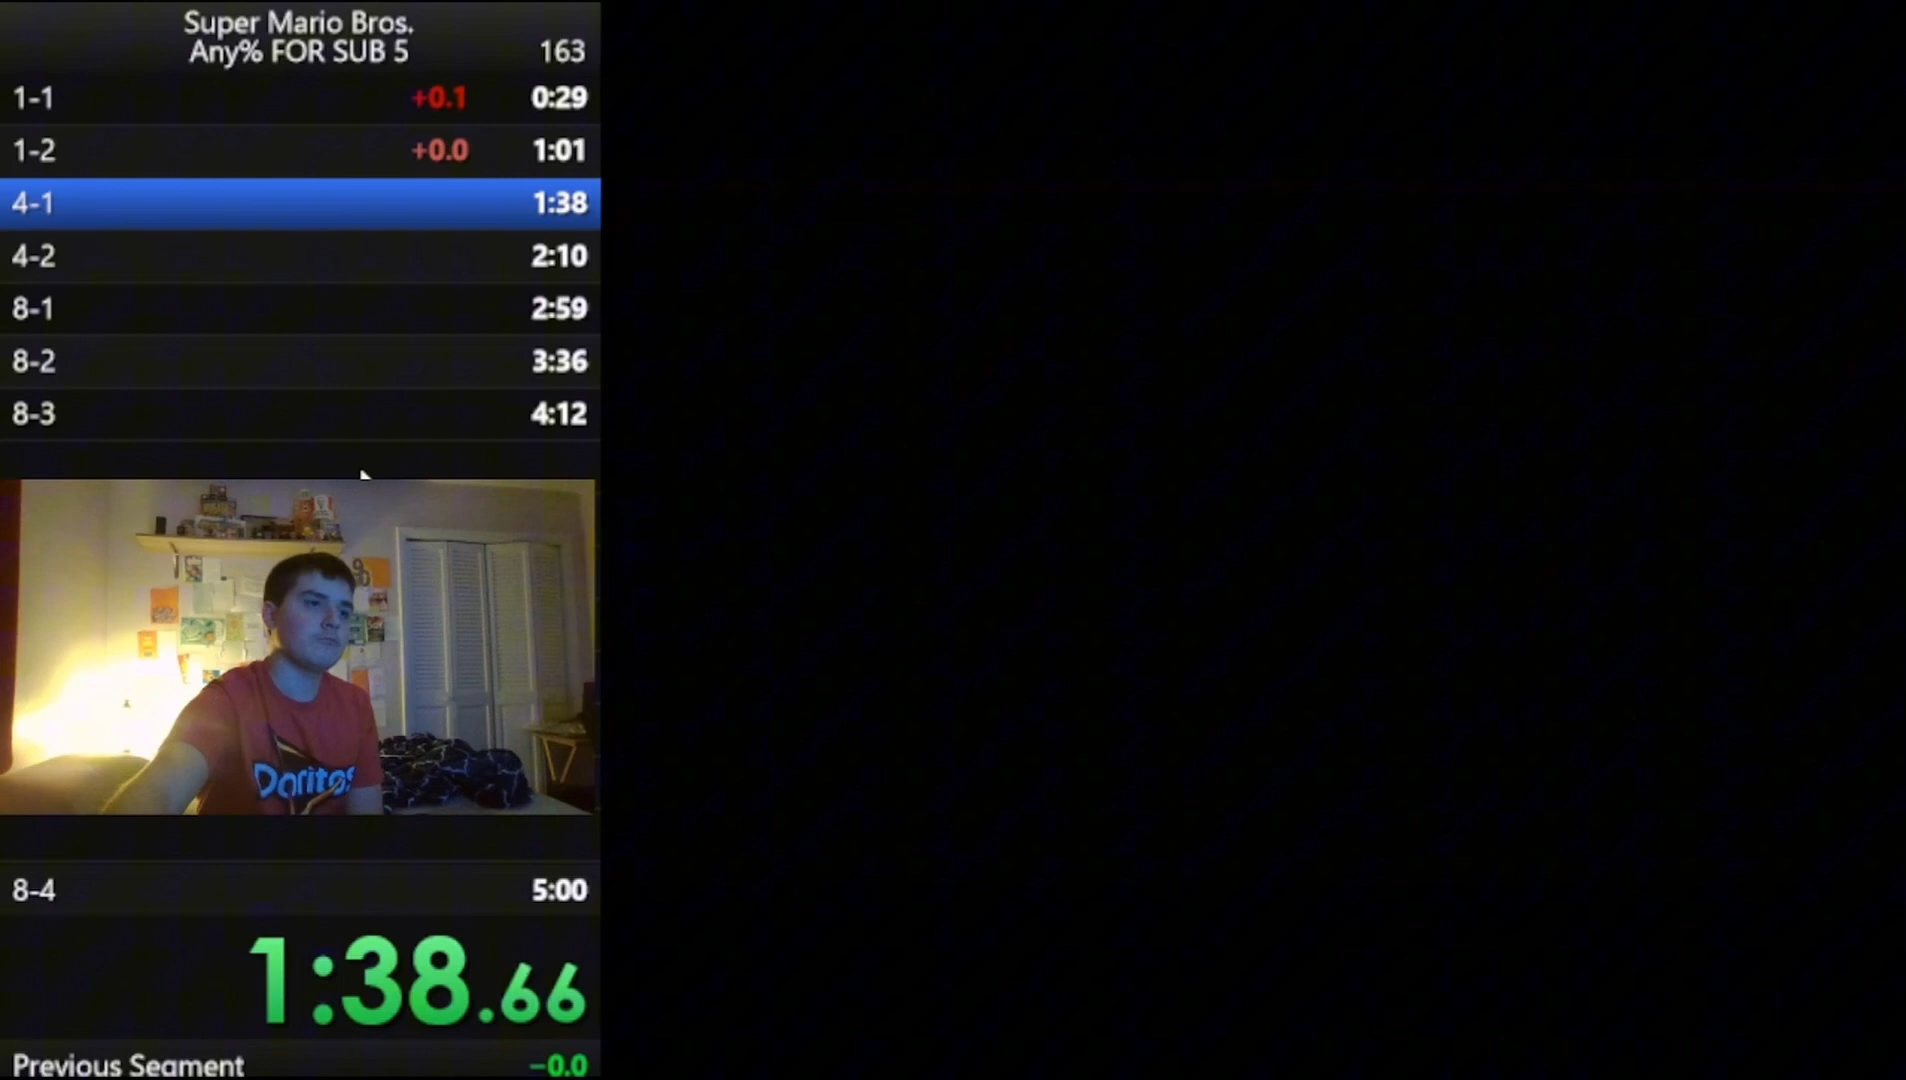 Super Mario Bros.
Any% FOR SUB 5 163
1-1 +0.1 0:29
1-2 +0.0 1:01
4-1 1:38
4-2 2:10
8-1 2:59
8-2 3:36
8-3 4:12
Doritos
8-4 5:00
1:38.66
Previous Segment -0.0